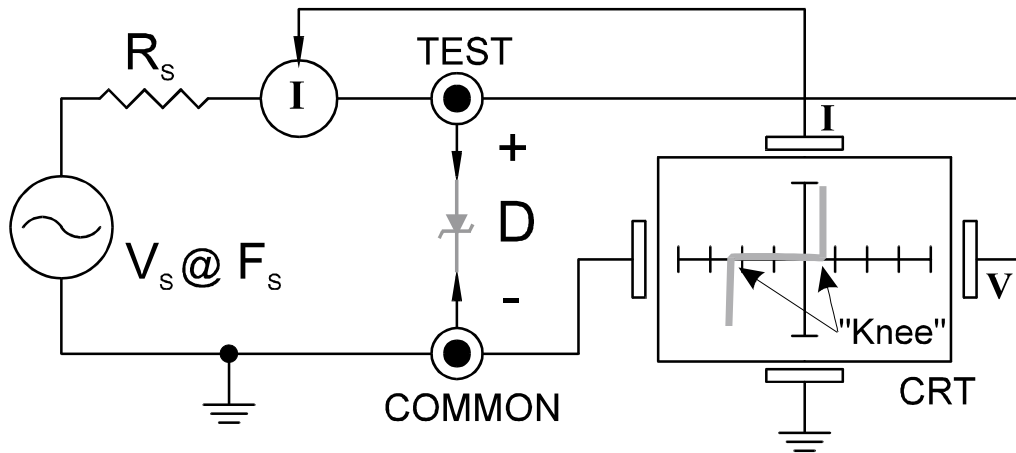 R_S
I
TEST
+
I
D
V_S @ F_S
-
V
"Knee"
CRT
COMMON